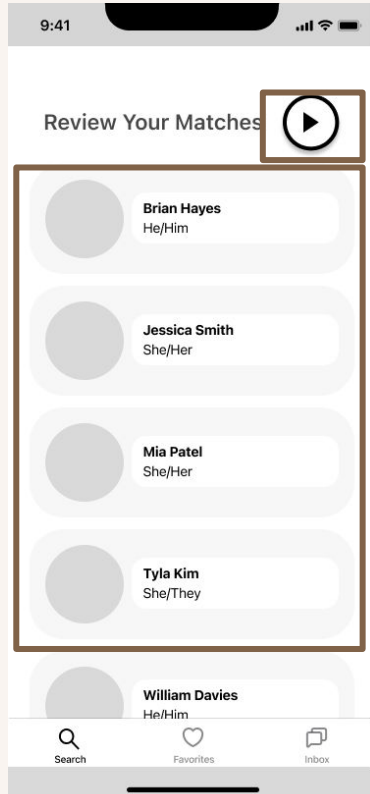 9:41
Review Your Matches
Brian Hayes
He/Him
Jessica Smith
She/Her
Mia Patel
She/Her
Tyla Kim
She/They
William Davies
He/Him
Search
Favorites
Inbox